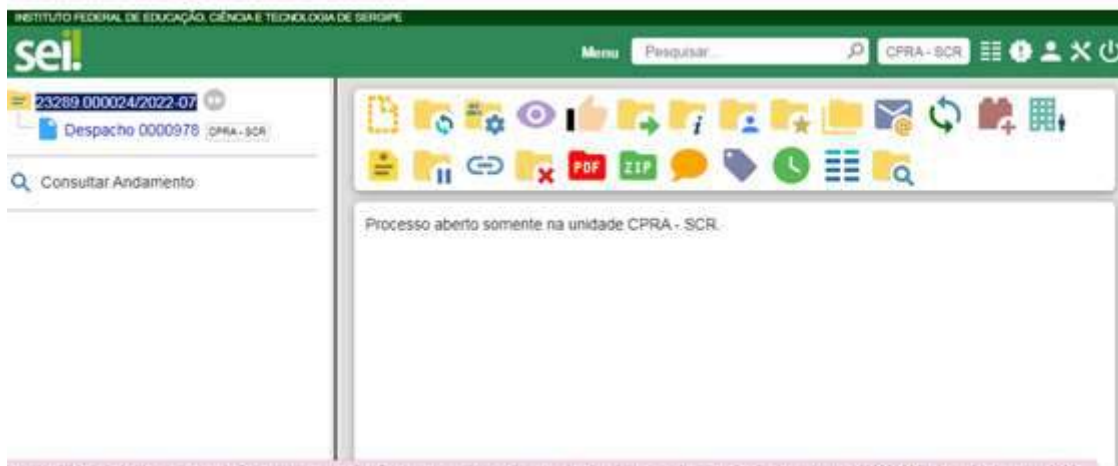 INSTITUTO FEDERAL DE EDUCAÇÃO, CIÊNCIA E TECNOLOGIA DE SERGIPE
sei!
Menu Pesquisar... CPRA - SCR
23289.000024/2022-07
Despacho 0000978 CPRA - SCR
Consultar Andamento
PDF ZIP
Processo aberto somente na unidade CPRA - SCR.